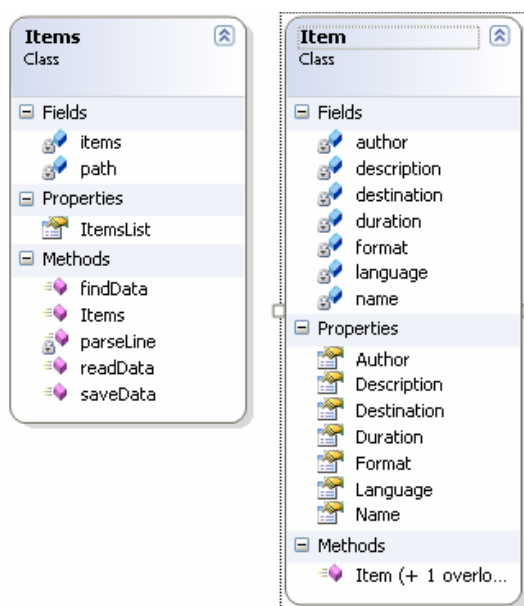 Items
Class
Fields
items
path
Properties
ItemsList
Methods
findData
Items
parseLine
readData
saveData
Item
Class
Fields
author
description
destination
duration
format
language
name
Properties
Author
Description
Destination
Duration
Format
Language
Name
Methods
Item (+ 1 overlo...